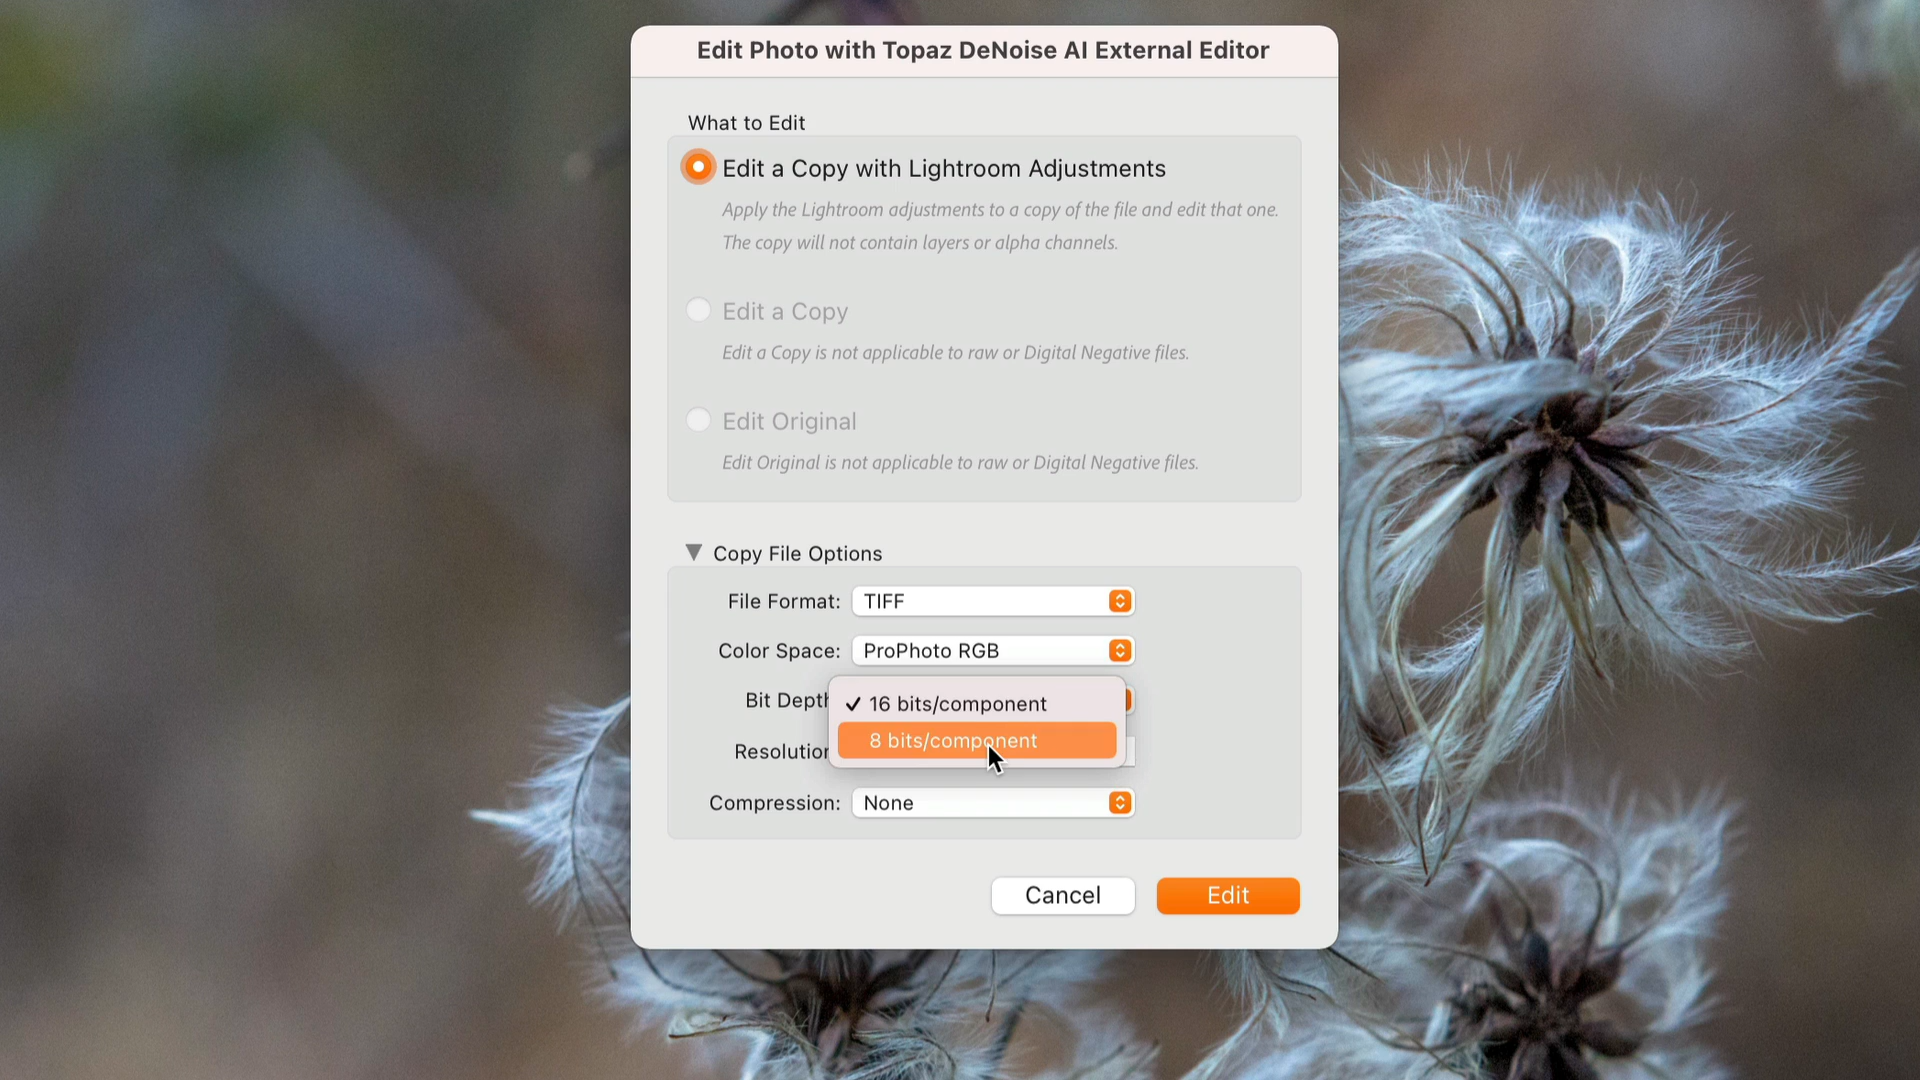 Edit Photo with Topaz DeNoise AI External Editor
What to Edit
Edit a Copy with Lightroom Adjustments
Apply the Lightroom adjustments to a copy of the file and edit that one.
The copy will not contain layers or alpha channels.
Edit a Copy
Edit a Copy is not applicable to raw or Digital Negative files.
Edit Original
Edit Original is not applicable to raw or Digital Negative files.
Copy File Options
File Format: TIFF
Color Space: ProPhoto RGB
Bit Depth
✓ 16 bits/component
8 bits/component
Resolution
Compression: None
Cancel
Edit